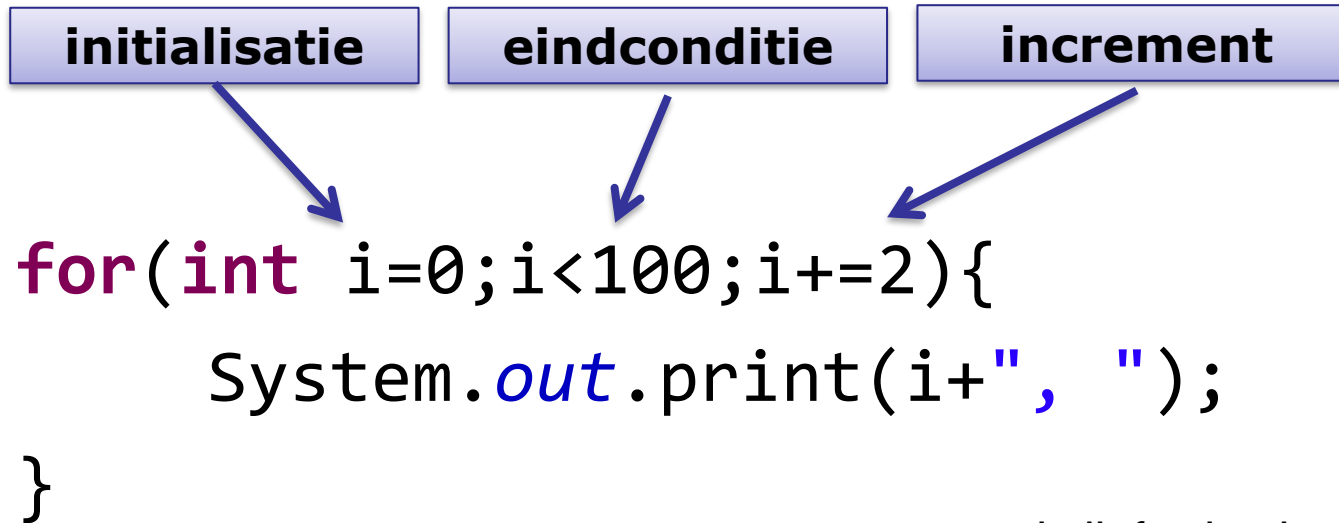 initialisatie eindconditie increment
for(int i=0;i<100;i+=2){
System.out.print(i+", ");
}